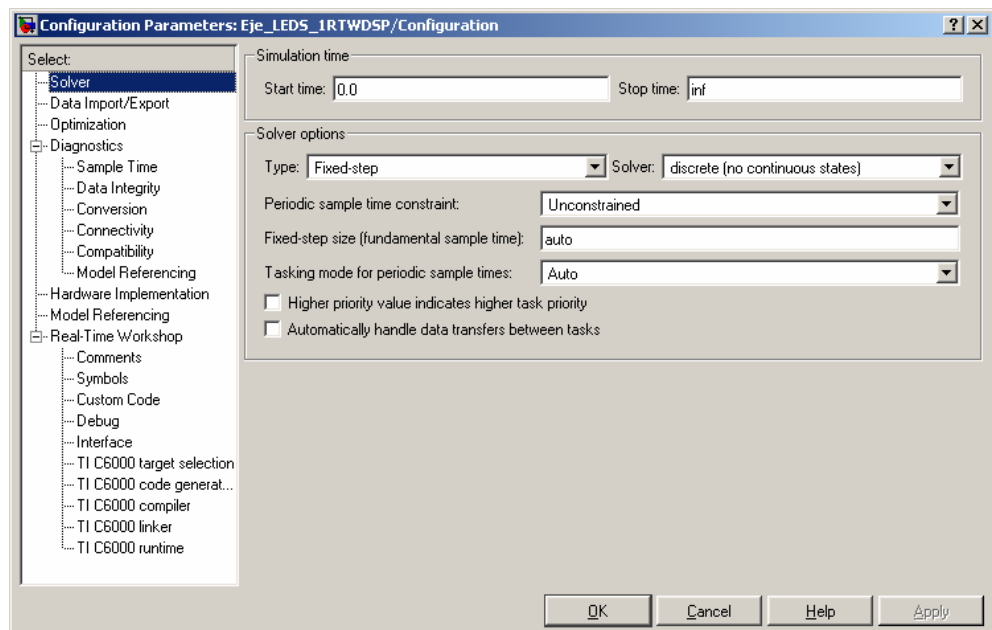 Configuration Parameters: Eje_LEDS_1RTWDSP/Configuration
Select:
Solver
Data Import/Export
Optimization
Diagnostics
Sample Time
Data Integrity
Conversion
Connectivity
Compatibility
Model Referencing
Hardware Implementation
Model Referencing
Real-Time Workshop
Comments
Symbols
Custom Code
Debug
Interface
TI C6000 target selection
TI C6000 code generat...
TI C6000 compiler
TI C6000 linker
TI C6000 runtime
Simulation time
Start time: 0.0 Stop time: inf
Solver options
Type: Fixed-step Solver: discrete (no continuous states)
Periodic sample time constraint: Unconstrained
Fixed-step size (fundamental sample time): auto
Tasking mode for periodic sample times: Auto
Higher priority value indicates higher task priority
Automatically handle data transfers between tasks
OK Cancel Help Apply